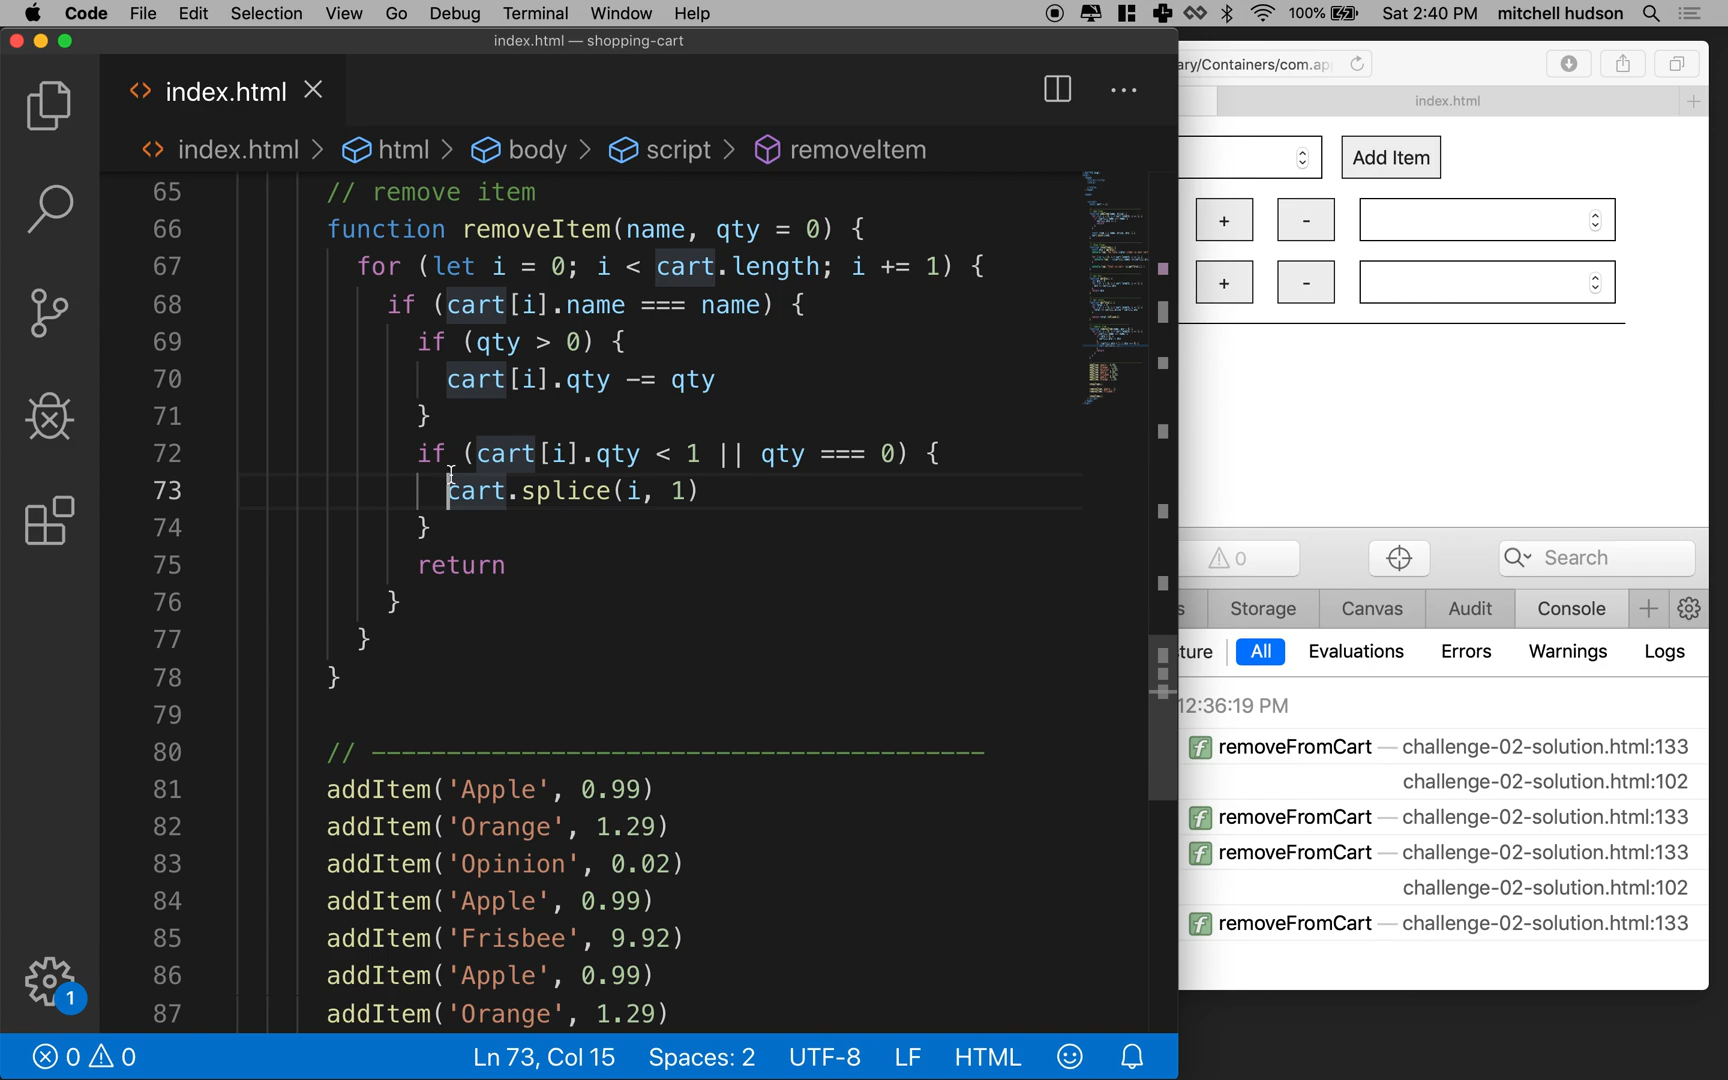 Code File Edit Selection View Go Debug Terminal Window Help 100% Sat 2:40 PM mitchell hudson
index.html — shopping-cart
index.html
index.html > html > body > script > removeItem
65 // remove item
66 function removeItem(name, qty = 0) {
67 for (let i = 0; i < cart.length; i += 1) {
68 if (cart[i].name === name) {
69 if (qty > 0) {
70 cart[i].qty -= qty
71 }
72 if (cart[i].qty < 1 || qty === 0) {
73 cart.splice(i, 1)
74 }
75 return
76 }
77 }
78 }
79
80 // -----------------------------------------
81 addItem('Apple', 0.99)
82 addItem('Orange', 1.29)
83 addItem('Opinion', 0.02)
84 addItem('Apple', 0.99)
85 addItem('Frisbee', 9.92)
86 addItem('Apple', 0.99)
87 addItem('Orange', 1.29)
1
0 0 Ln 73, Col 15 Spaces: 2 UTF-8 LF HTML
ary/Containers/com.ap
index.html
Add Item
+ -
+ -
0 Search
s Storage Canvas Audit Console
ture All Evaluations Errors Warnings Logs
12:36:19 PM
f removeFromCart — challenge-02-solution.html:133
challenge-02-solution.html:102
f removeFromCart — challenge-02-solution.html:133
f removeFromCart — challenge-02-solution.html:133
challenge-02-solution.html:102
f removeFromCart — challenge-02-solution.html:133